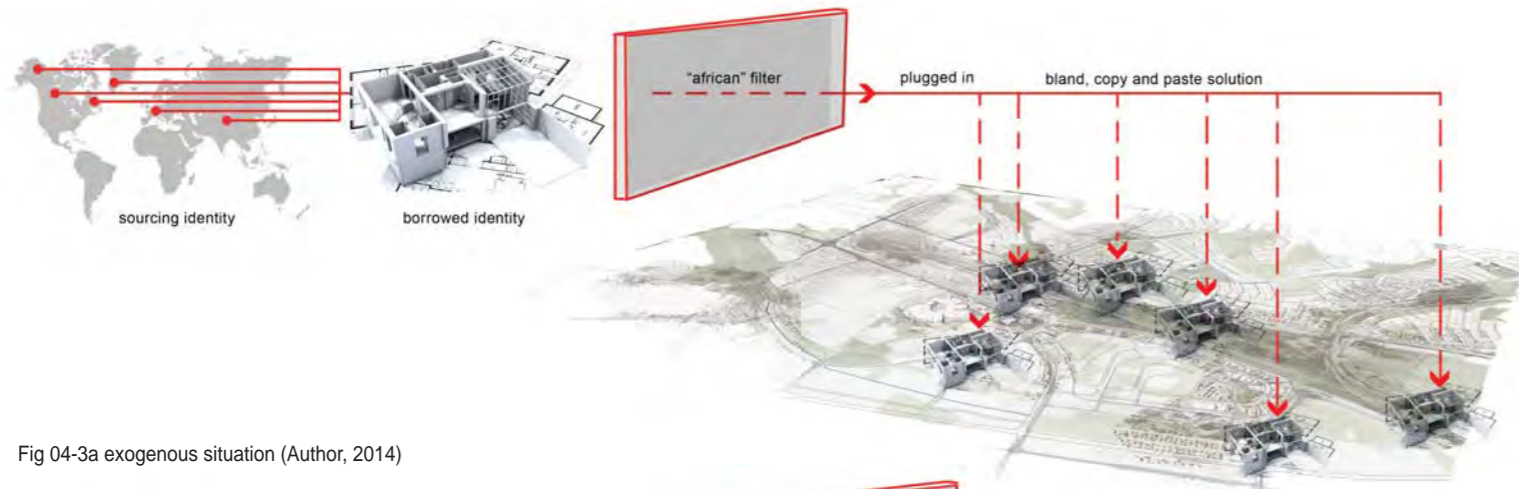 "african" filter
plugged in
bland, copy and paste solution
sourcing identity
borrowed identity
Fig 04-3a exogenous situation (Author, 2014)